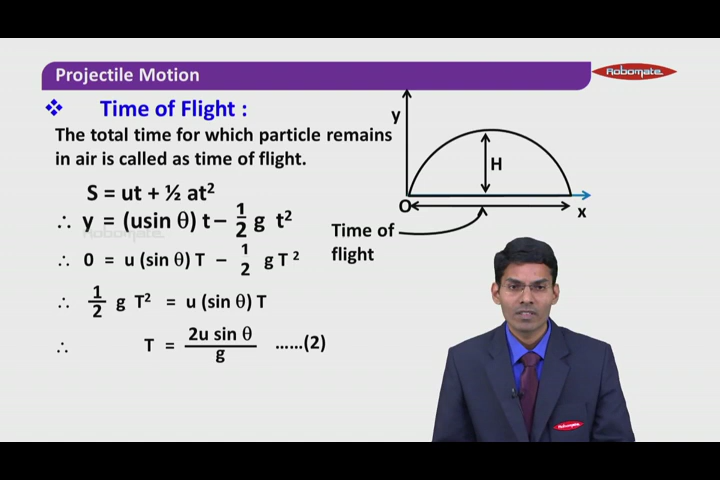 Projectile Motion
Robomate
❖ Time of Flight :
The total time for which particle remains
in air is called as time of flight.
S = ut + ½ at²
∴ y = (usin θ) t − 1/2 g t²
Robomate
∴ 0 = u (sin θ) T − 1/2 g T²
∴ 1/2 g T² = u (sin θ) T
∴ T = 2u sin θ / g ......(2)
y
H
O
x
Time of
flight
Robomate